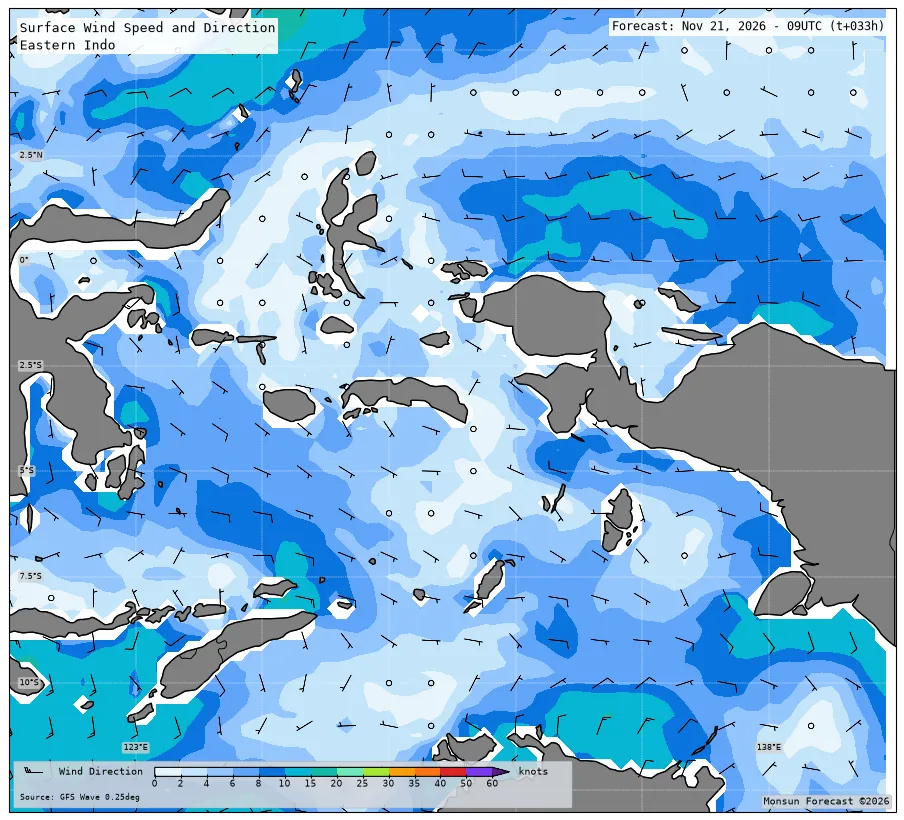 Surface Wind Speed and Direction
Eastern Indo
Forecast: Nov 21, 2026 - 09UTC (t+033h)
2.5°N
0°
2.5°S
5°S
7.5°S
10°S
123°E
138°E
Wind Direction
knots
0 2 4 6 8 10 15 20 25 30 35 40 45 50 60
Source: GFS Wave 0.25deg
Monsun Forecast ©2026